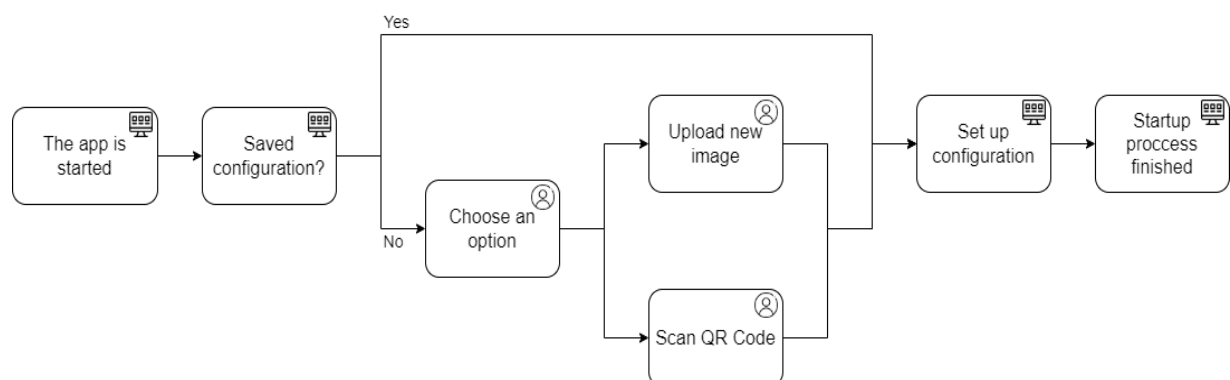 Yes
The app is
started
Saved
configuration?
No
Choose an
option
Upload new
image
Scan QR Code
Set up
configuration
Startup
proccess
finished